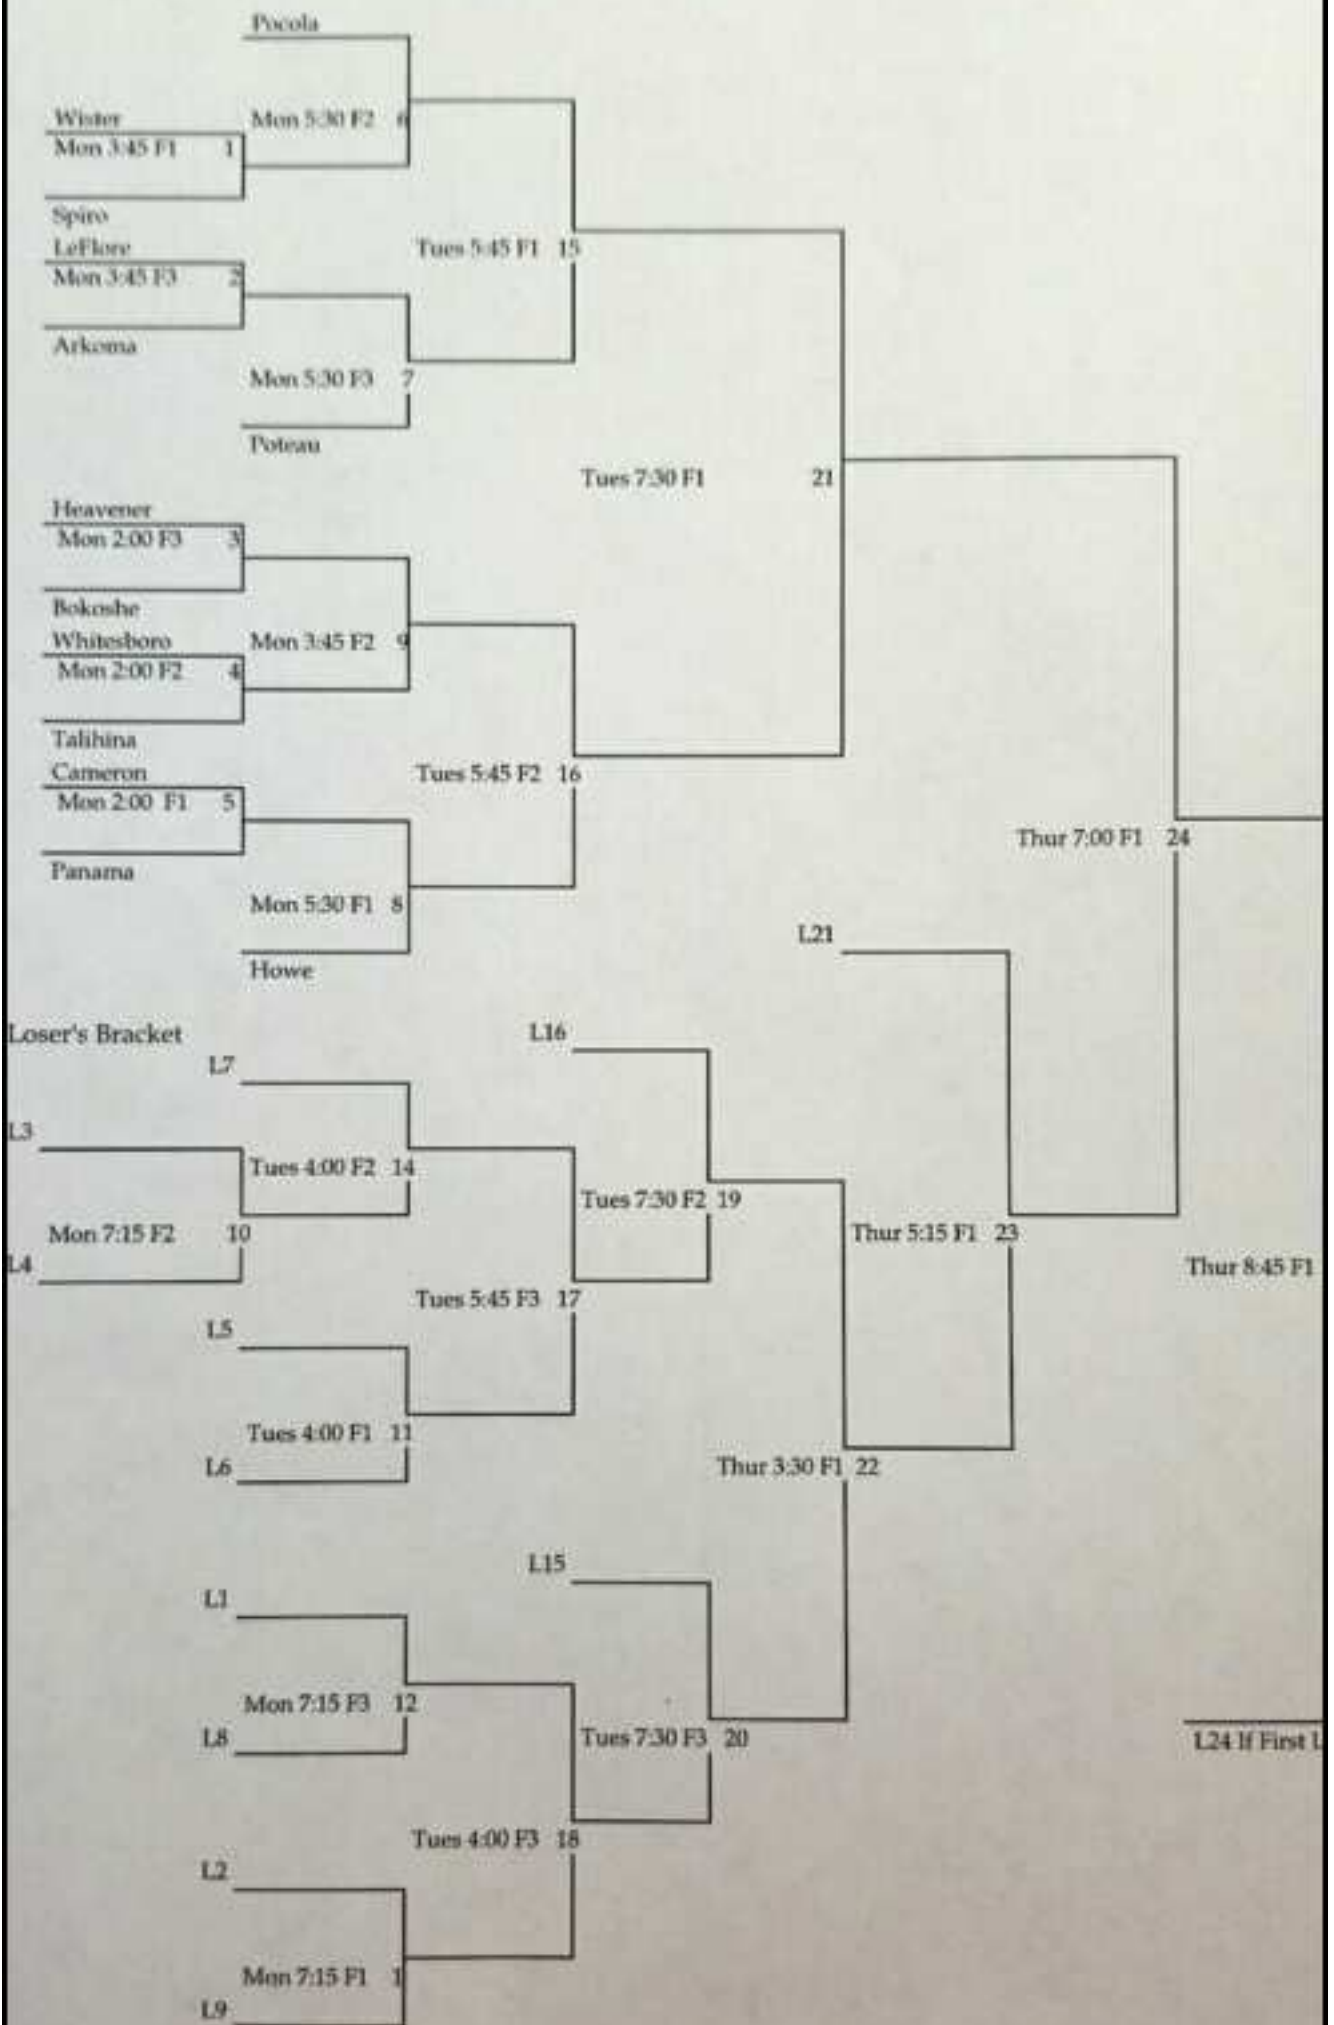 Pocola
Wister
Mon 5:30 F2 6
Mon 3:45 F1 1
Spiro
LeFlore
Tues 5:45 F1 15
Mon 3:45 F3 2
Arkoma
Mon 5:30 F3 7
Poteau
Tues 7:30 F1 21
Heavener
Mon 2:00 F3 3
Bokoshe
Whitesboro
Mon 3:45 F2 9
Mon 2:00 F2 4
Talihina
Cameron
Tues 5:45 F2 16
Mon 2:00 F1 5
Thur 7:00 F1 24
Panama
Mon 5:30 F1 8
L21
Howe
Loser's Bracket
L16
L7
L3
Tues 4:00 F2 14
Tues 7:30 F2 19
Mon 7:15 F2 10
Thur 5:15 F1 23
L4
Thur 8:45 F1
Tues 5:45 F3 17
L5
Tues 4:00 F1 11
L6
Thur 3:30 F1 22
L15
L1
Mon 7:15 F3 12
L8
Tues 7:30 F3 20
L24 If First L
Tues 4:00 F3 18
L2
Mon 7:15 F1 1
L9